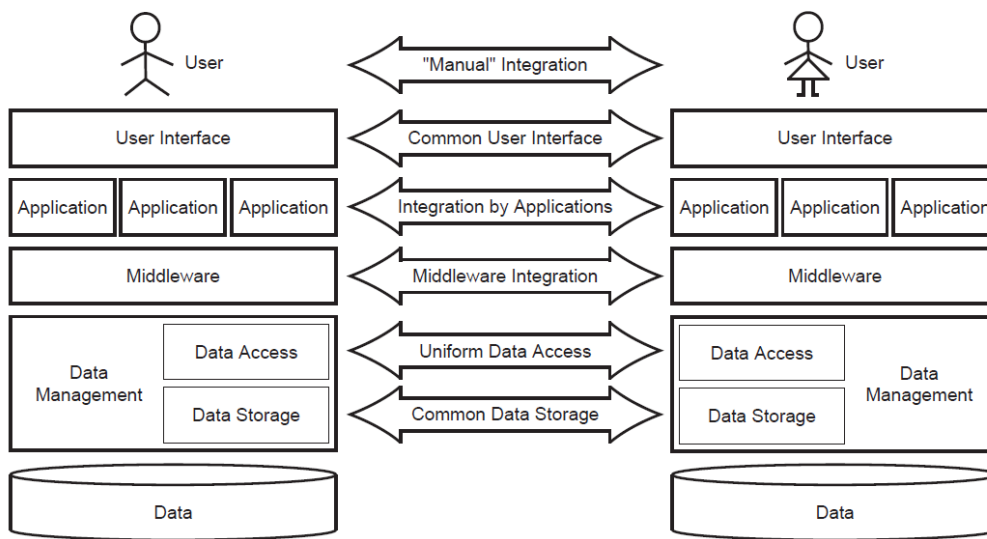 User "Manual" Integration User
User Interface Common User Interface User Interface
Application Application Application Integration by Applications Application Application Application
Middleware Middleware Integration Middleware
Data Management Data Access Uniform Data Access Data Access Data Management
Data Storage Common Data Storage Data Storage
Data Data